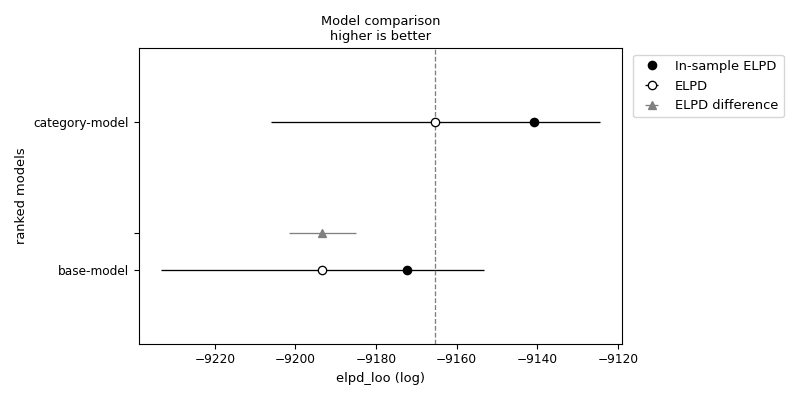 Model comparison
higher is better
In-sample ELPD
ELPD
ELPD difference
category-model
base-model
ranked models
−9220
−9200
−9180
−9160
−9140
−9120
elpd_loo (log)